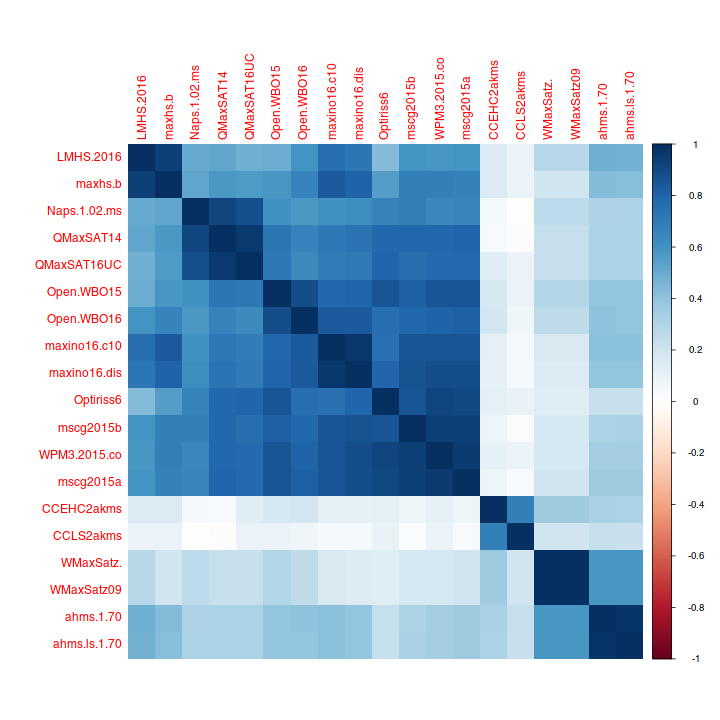 LMHS.2016
maxhs.b
Naps.1.02.ms
QMaxSAT14
QMaxSAT16UC
Open.WBO15
Open.WBO16
maxino16.c10
maxino16.dis
Optiriss6
mscg2015b
WPM3.2015.co
mscg2015a
CCEHC2akms
CCLS2akms
WMaxSatz.
WMaxSatz09
ahms.1.70
ahms.ls.1.70
LMHS.2016
maxhs.b
Naps.1.02.ms
QMaxSAT14
QMaxSAT16UC
Open.WBO15
Open.WBO16
maxino16.c10
maxino16.dis
Optiriss6
mscg2015b
WPM3.2015.co
mscg2015a
CCEHC2akms
CCLS2akms
WMaxSatz.
WMaxSatz09
ahms.1.70
ahms.ls.1.70
1
0.8
0.6
0.4
0.2
0
-0.2
-0.4
-0.6
-0.8
-1